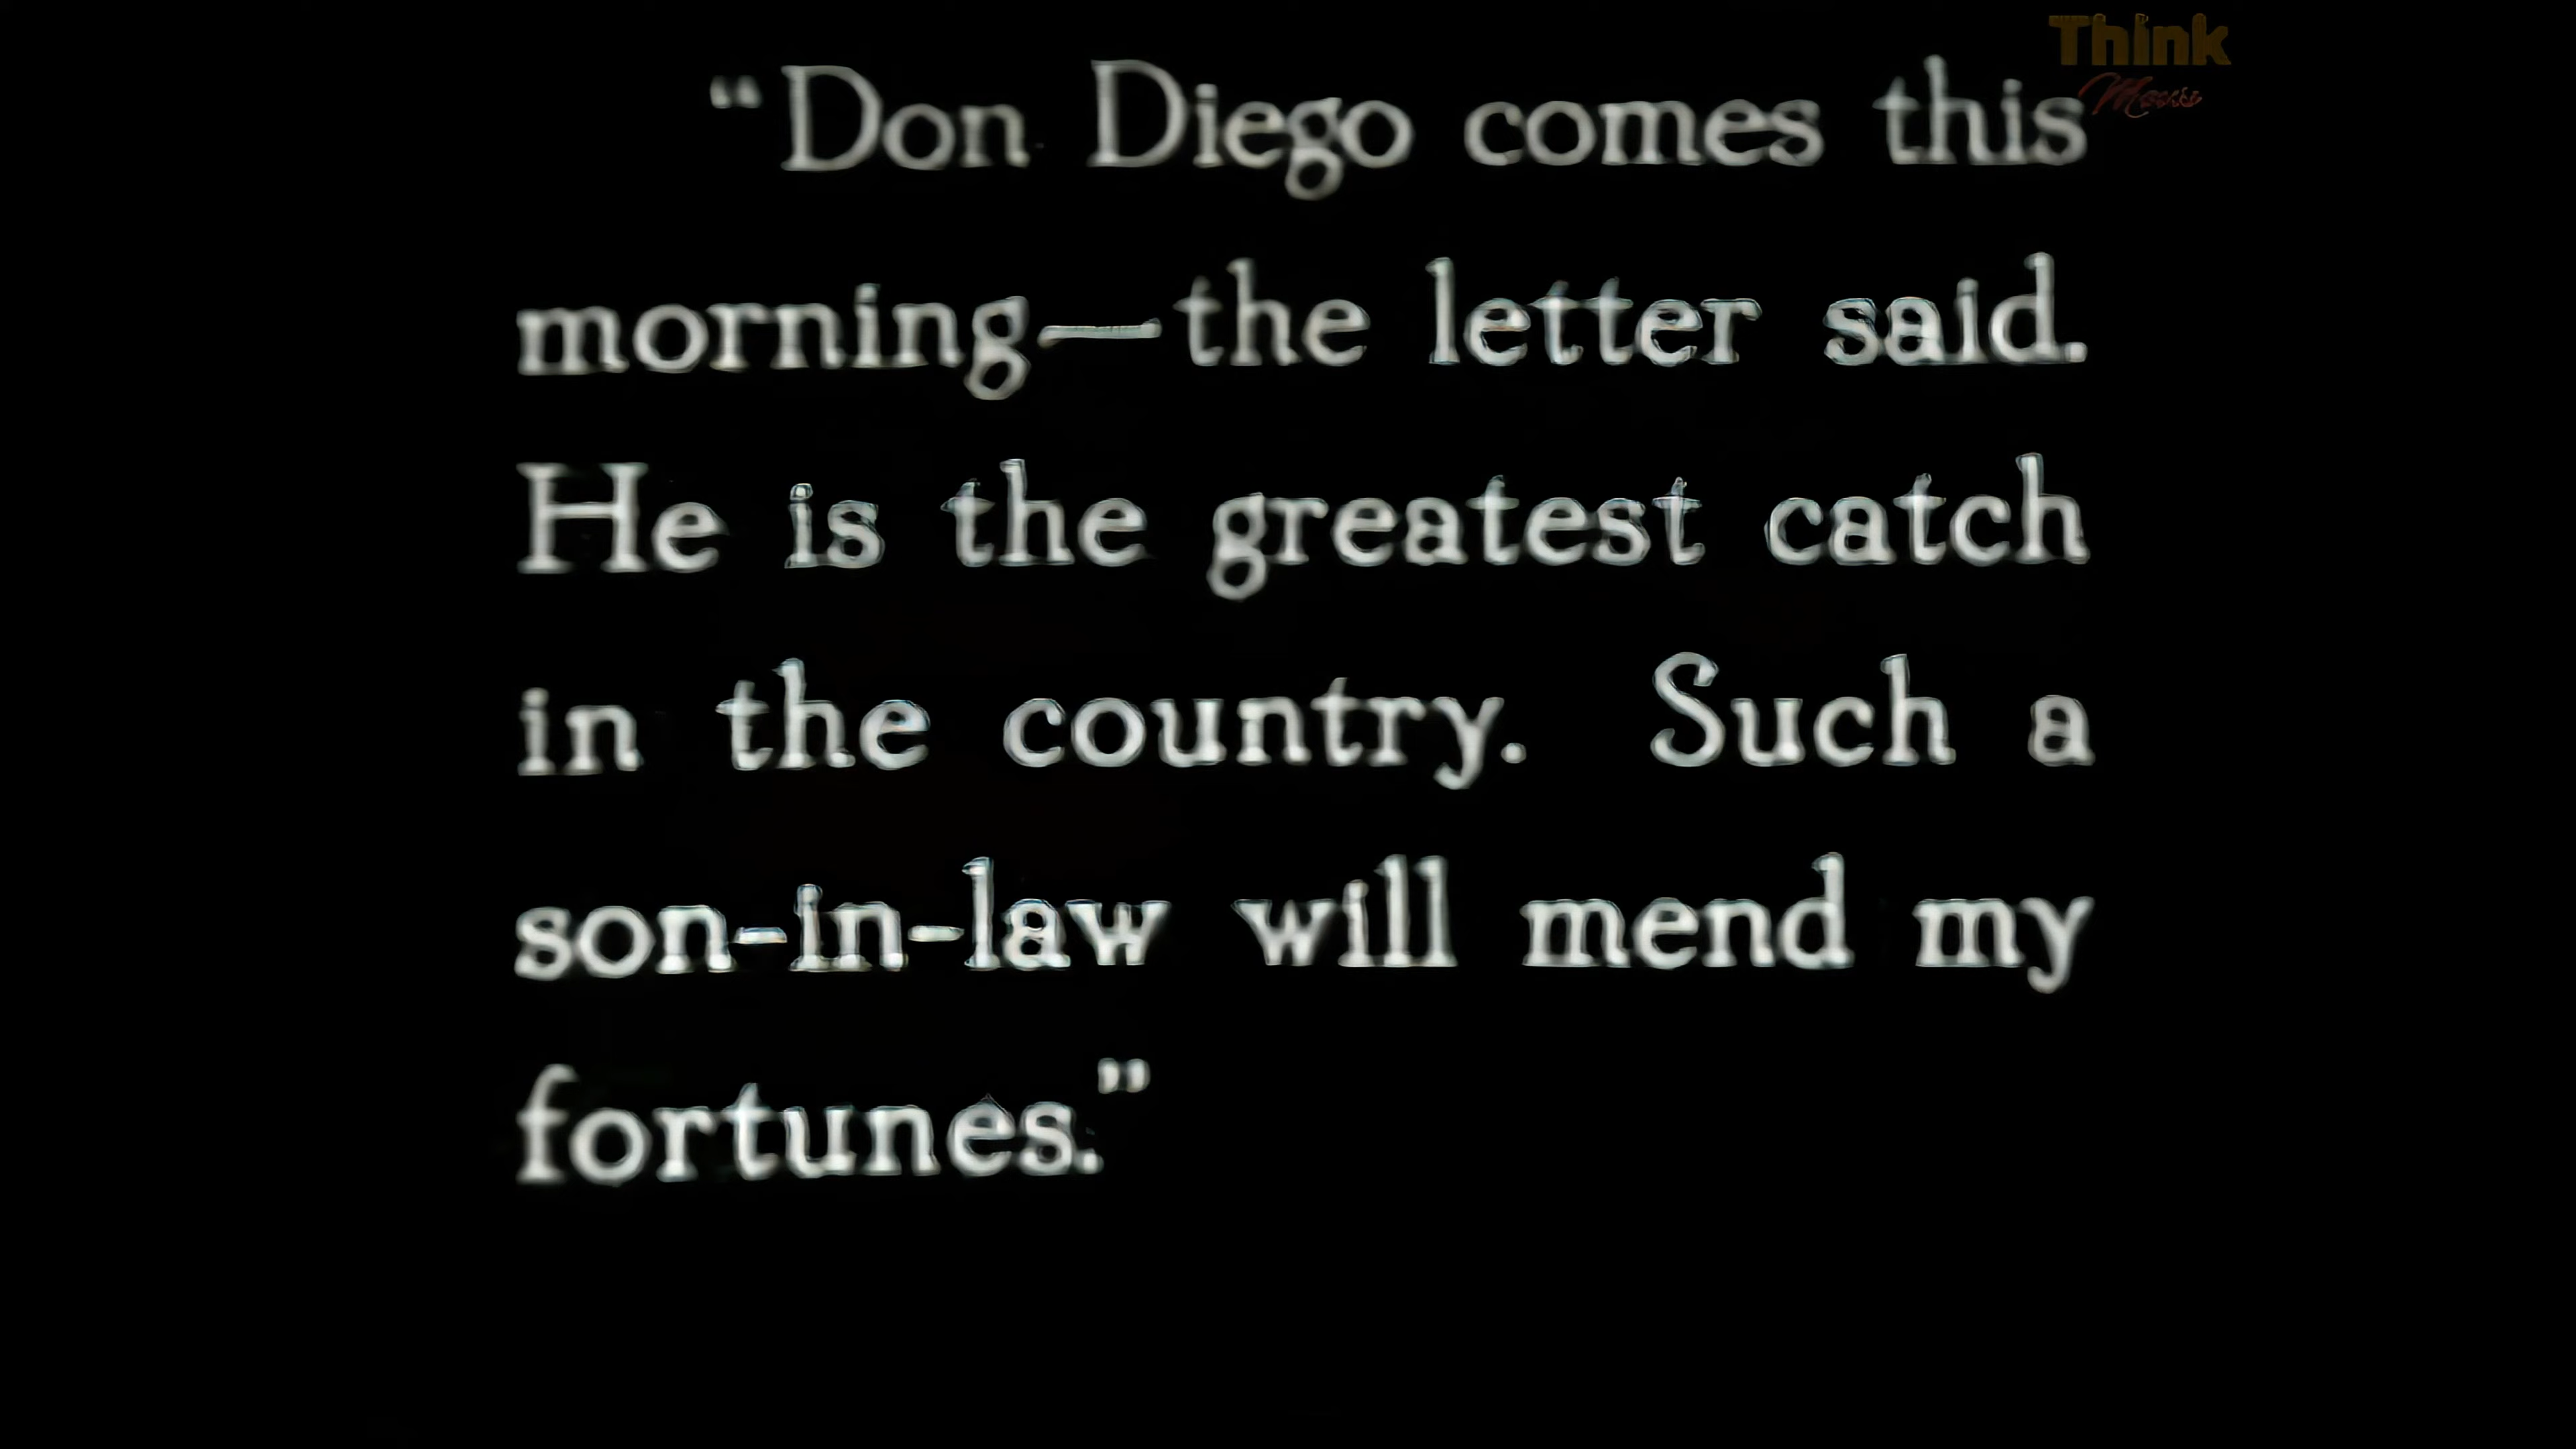 Think
Movie
“Don Diego comes this
morning—the letter said.
He is the greatest catch
in the country. Such a
son-in-law will mend my
fortunes.”